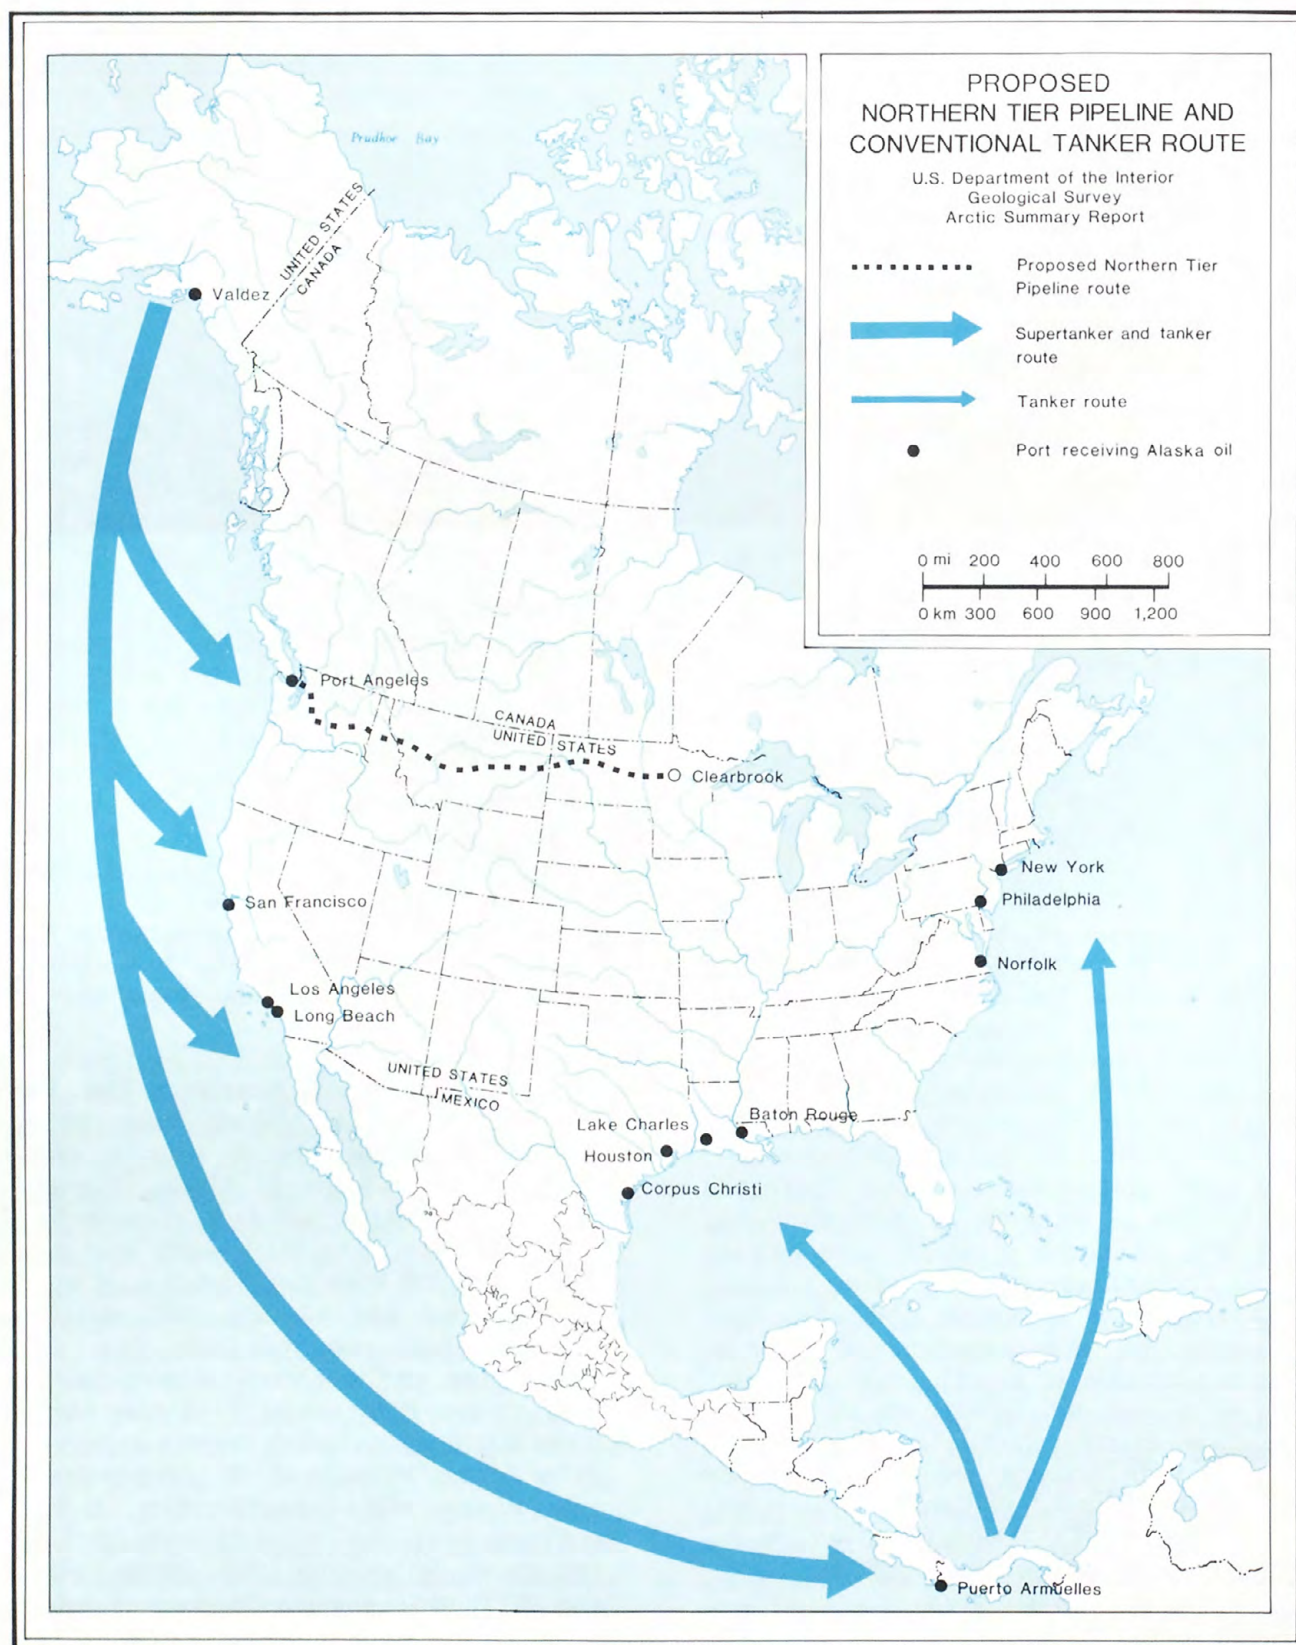 PROPOSED
NORTHERN TIER PIPELINE AND
CONVENTIONAL TANKER ROUTE
U.S. Department of the Interior
Geological Survey
Arctic Summary Report
Proposed Northern Tier
Pipeline route
Supertanker and tanker
route
Tanker route
Port receiving Alaska oil
0 mi 200 400 600 800
0 km 300 600 900 1,200
Prudhoe Bay
UNITED STATES
CANADA
Valdez
Port Angeles
CANADA
UNITED STATES
Clearbrook
New York
San Francisco
Philadelphia
Norfolk
Los Angeles
Long Beach
UNITED STATES
MEXICO
Baton Rouge
Lake Charles
Houston
Corpus Christi
Puerto Armuelles